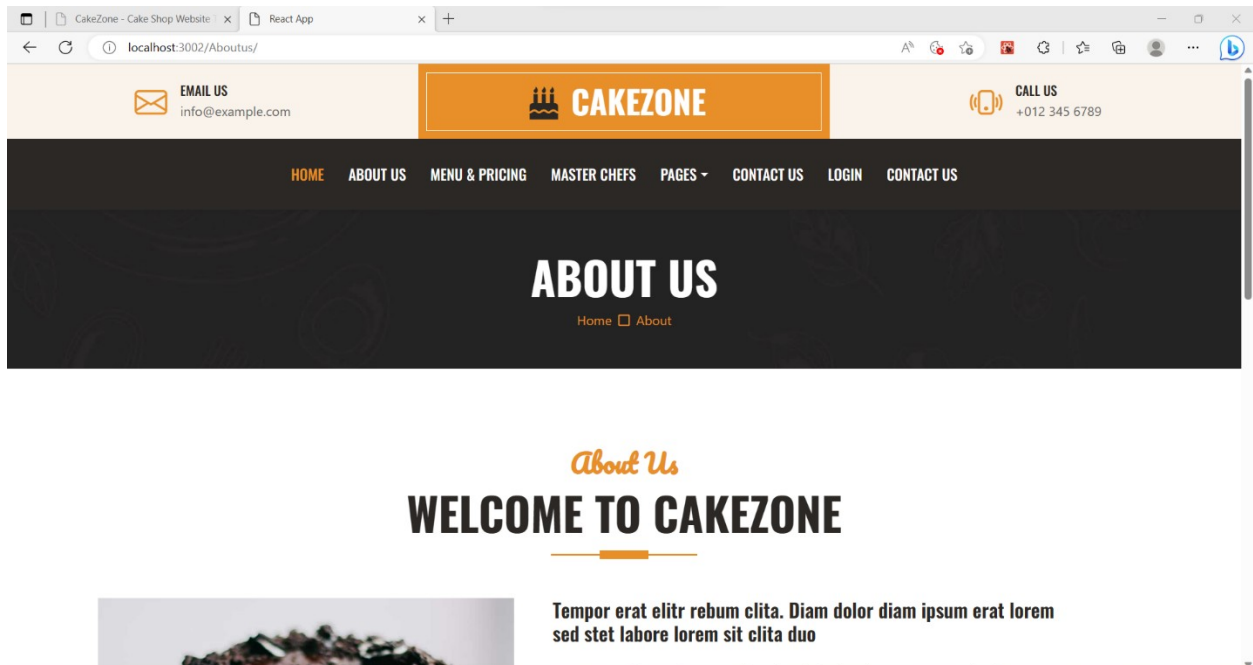 CakeZone - Cake Shop Website
React App
localhost:3002/Aboutus/
EMAIL US
info@example.com
CAKEZONE
CALL US
+012 345 6789
HOME ABOUT US MENU & PRICING MASTER CHEFS PAGES CONTACT US LOGIN CONTACT US
ABOUT US
Home About
About Us
WELCOME TO CAKEZONE
Tempor erat elitr rebum clita. Diam dolor diam ipsum erat lorem
sed stet labore lorem sit clita duo